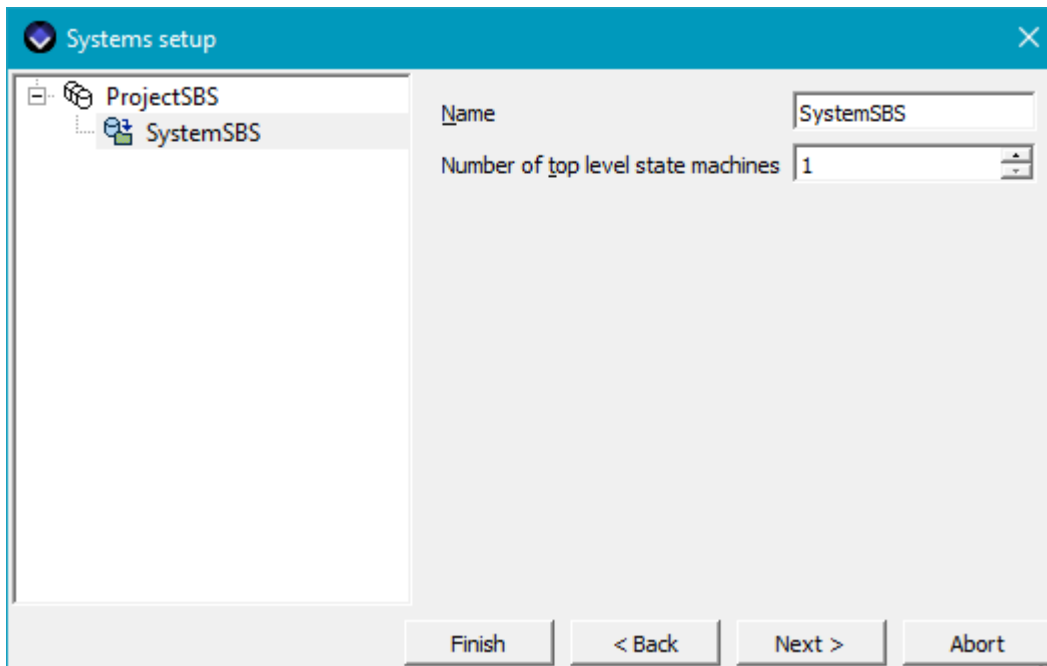 Systems setup
ProjectSBS
SystemSBS
Name SystemSBS
Number of top level state machines 1
Finish < Back Next > Abort